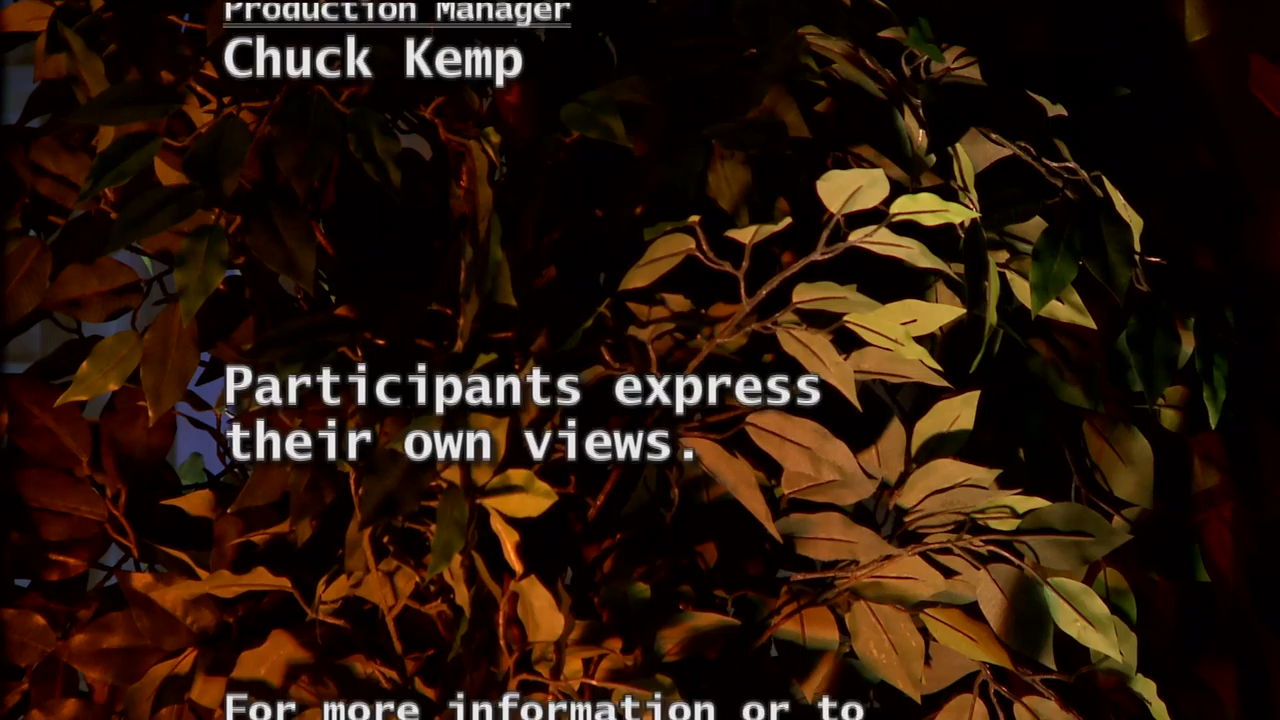 Production Manager
Chuck Kemp
Participants express
their own views.
For more information or to